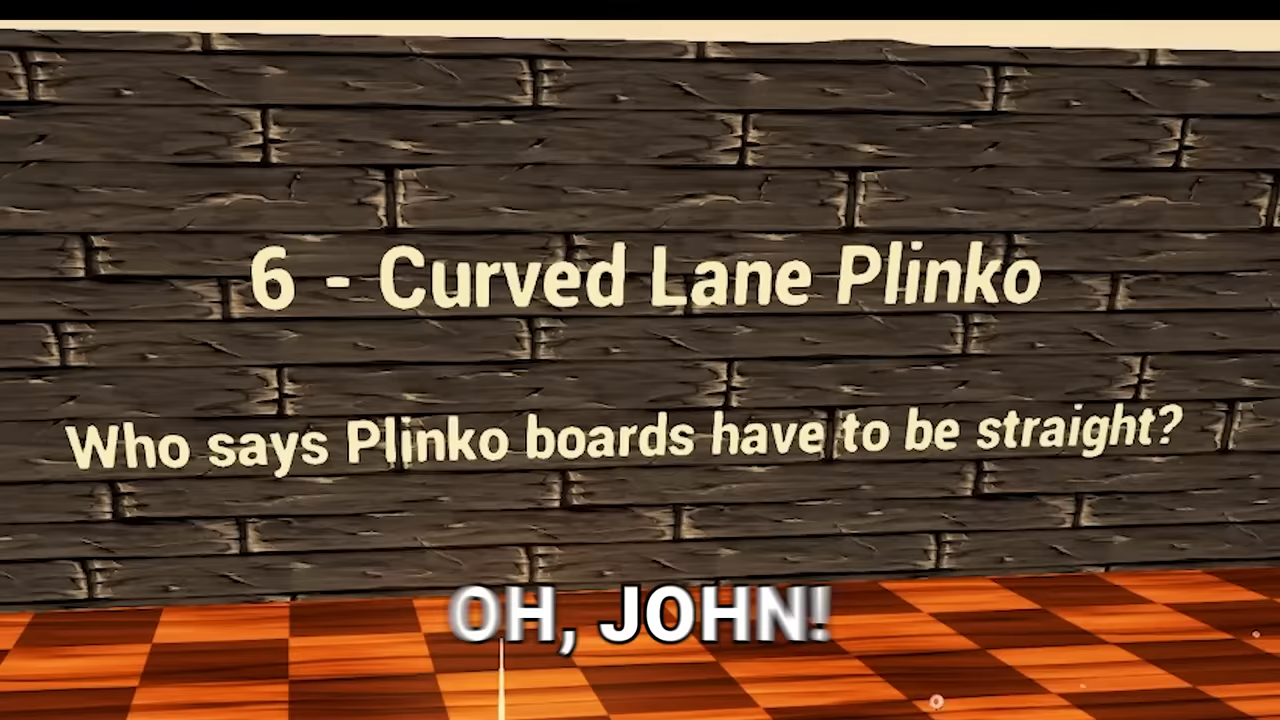 6 - Curved Lane Plinko
Who says Plinko boards have to be straight?
OH, JOHN!